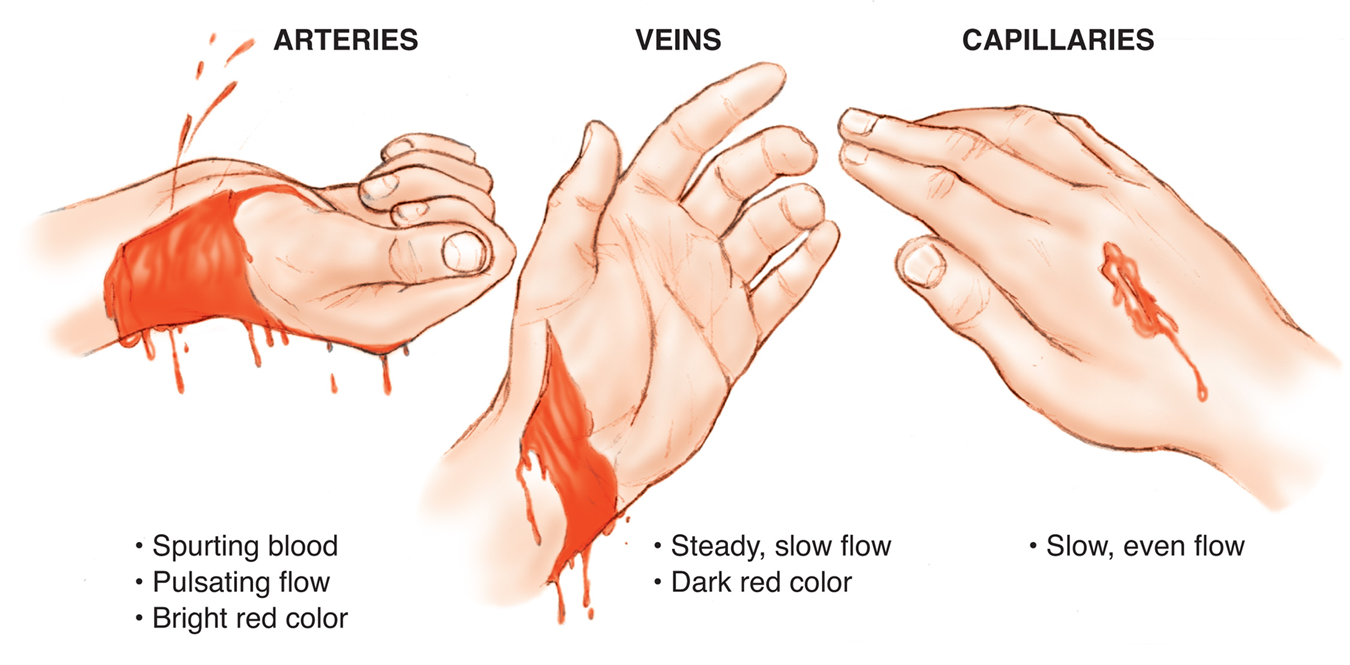 ARTERIES
VEINS
CAPILLARIES
• Spurting blood
• Pulsating flow
• Bright red color
• Steady, slow flow
• Dark red color
• Slow, even flow